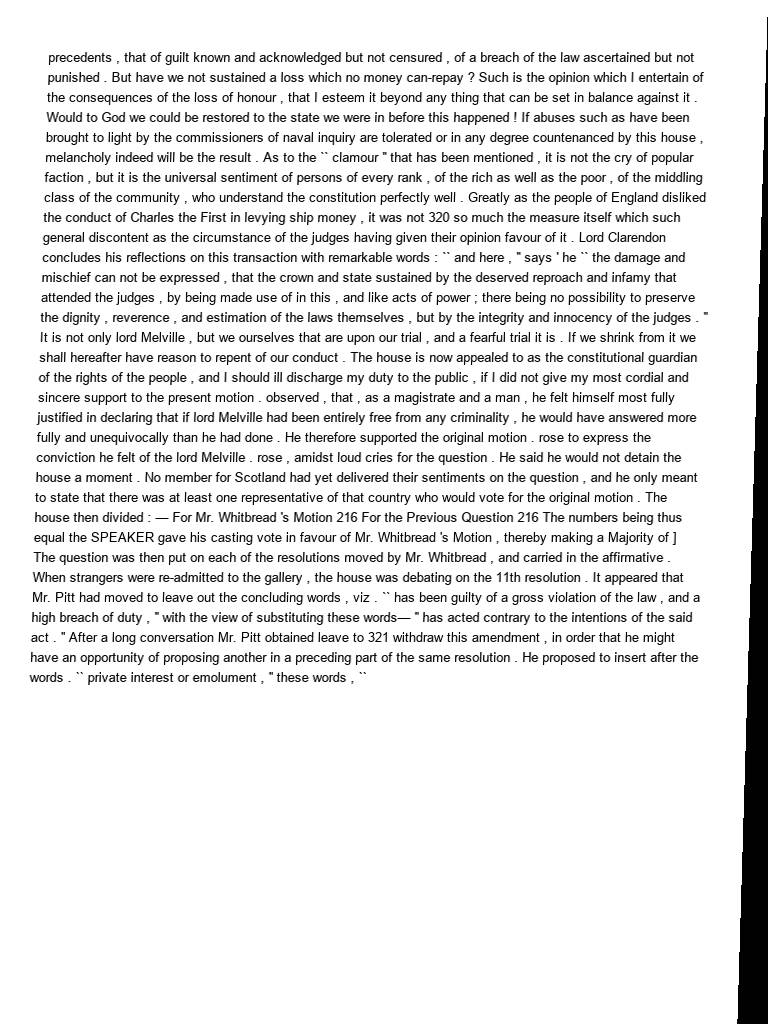 precedents , that of guilt known and acknowledged but not censured , of a breach of the law ascertained but not
punished . But have we not sustained a loss which no money can-repay ? Such is the opinion which I entertain of
the consequences of the loss of honour , that I esteem it beyond any thing that can be set in balance against it .
Would to God we could be restored to the state we were in before this happened ! If abuses such as have been
brought to light by the commissioners of naval inquiry are tolerated or in any degree countenanced by this house ,
melancholy indeed will be the result . As to the `` clamour " that has been mentioned , it is not the cry of popular
faction , but it is the universal sentiment of persons of every rank , of the rich as well as the poor , of the middling
class of the community , who understand the constitution perfectly well . Greatly as the people of England disliked
the conduct of Charles the First in levying ship money , it was not 320 so much the measure itself which such
general discontent as the circumstance of the judges having given their opinion favour of it . Lord Clarendon
concludes his reflections on this transaction with remarkable words : `` and here , " says ' he `` the damage and
mischief can not be expressed , that the crown and state sustained by the deserved reproach and infamy that
attended the judges , by being made use of in this , and like acts of power ; there being no possibility to preserve
the dignity , reverence , and estimation of the laws themselves , but by the integrity and innocency of the judges . "
It is not only lord Melville , but we ourselves that are upon our trial , and a fearful trial it is . If we shrink from it we
shall hereafter have reason to repent of our conduct . The house is now appealed to as the constitutional guardian
of the rights of the people , and I should ill discharge my duty to the public , if I did not give my most cordial and
sincere support to the present motion . observed , that , as a magistrate and a man , he felt himself most fully
justified in declaring that if lord Melville had been entirely free from any criminality , he would have answered more
fully and unequivocally than he had done . He therefore supported the original motion . rose to express the
conviction he felt of the lord Melville . rose , amidst loud cries for the question . He said he would not detain the
house a moment . No member for Scotland had yet delivered their sentiments on the question , and he only meant
to state that there was at least one representative of that country who would vote for the original motion . The
house then divided : — For Mr. Whitbread 's Motion 216 For the Previous Question 216 The numbers being thus
equal the SPEAKER gave his casting vote in favour of Mr. Whitbread 's Motion , thereby making a Majority of ]
The question was then put on each of the resolutions moved by Mr. Whitbread , and carried in the affirmative .
When strangers were re-admitted to the gallery , the house was debating on the 11th resolution . It appeared that
Mr. Pitt had moved to leave out the concluding words , viz . `` has been guilty of a gross violation of the law , and a
high breach of duty , " with the view of substituting these words— " has acted contrary to the intentions of the said
act . " After a long conversation Mr. Pitt obtained leave to 321 withdraw this amendment , in order that he might
have an opportunity of proposing another in a preceding part of the same resolution . He proposed to insert after the
words . `` private interest or emolument , " these words , ``